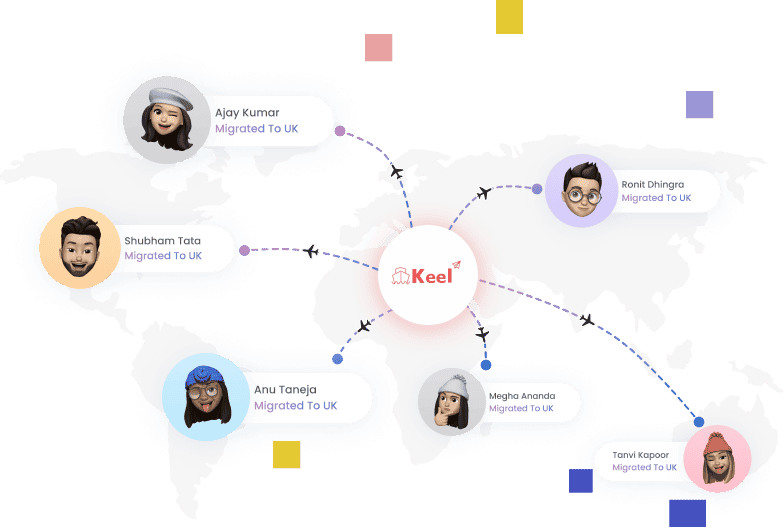 Ajay Kumar
Migrated To UK
Ronit Dhingra
Migrated To UK
Shubham Tata
Migrated To UK
Keel
Anu Taneja
Migrated To UK
Megha Ananda
Migrated To UK
Tanvi Kapoor
Migrated To UK